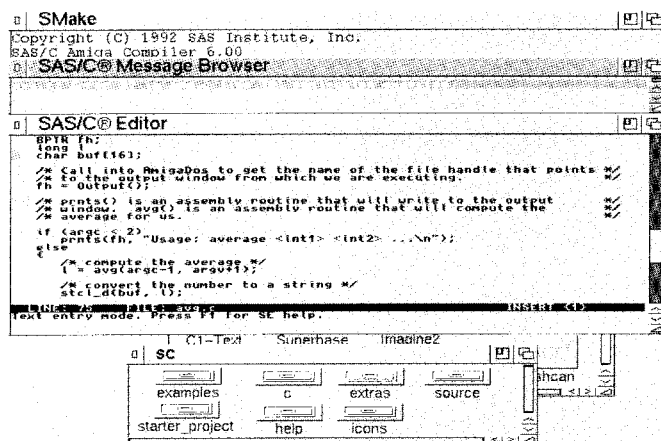 SMake
Copyright (C) 1992 SAS Institute, Inc.
SAS/C Amiga Compiler 6.00
SAS/C® Message Browser
SAS/C® Editor
BPTR fh;
long l
char buf[16];
/* Call into AmigaDos to get the name of the file handle that points */
/* to the output window from which we are executing. */
fh = Output();
/* prnts() is an assembly routine that will write to the output */
/* window. avg() is an assembly routine that will compute the */
/* average for us. */
if (argc < 2)
prnts(fh, "Usage: average <int1> <int2> ...\n");
else
{
/* compute the average */
l = avg(argc-1, argv+1);
/* convert the number to a string */
stcl_d(buf, l);
LINE: 75 FILE: avg.c INSERT (1)
Text entry mode. Press F1 for SE help.
C1-Text Superbase Imagine2
SC
shcan
examples c extras source
starter_project help icons